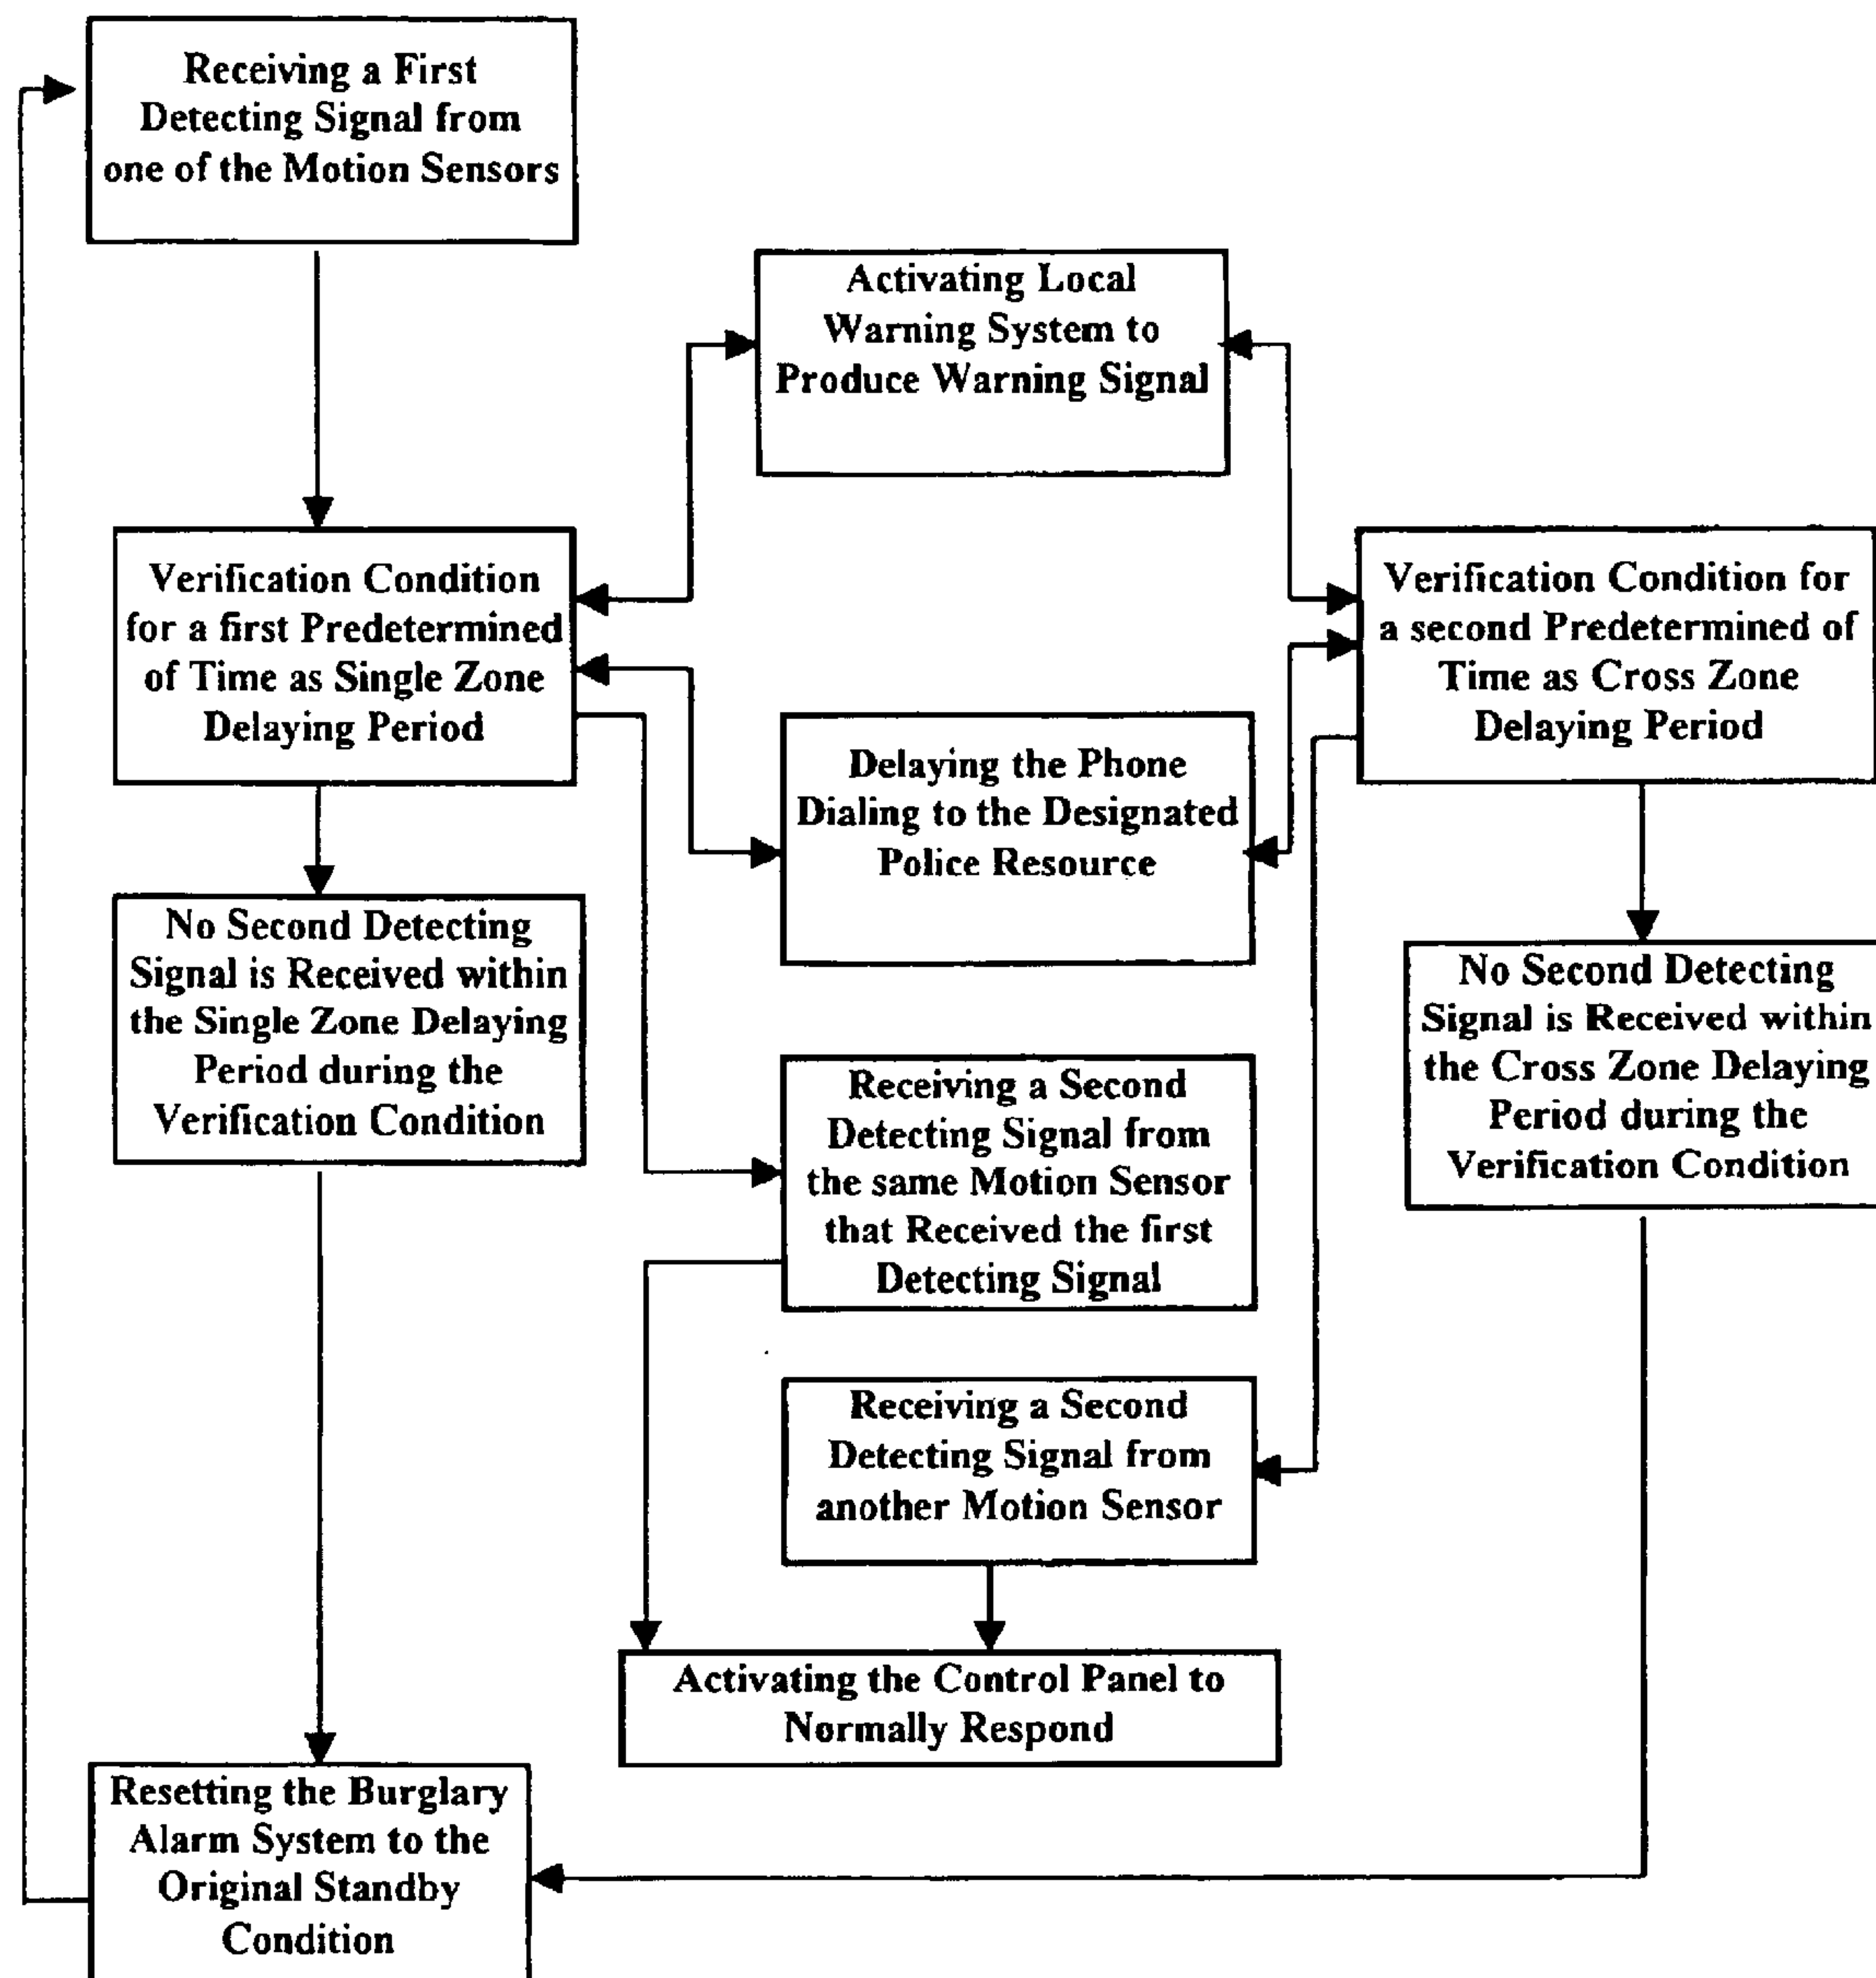 Receiving a First
Detecting Signal from
one of the Motion Sensors
Activating Local
Warning System to
Produce Warning Signal
Verification Condition
for a first Predetermined
of Time as Single Zone
Delaying Period
Verification Condition for
a second Predetermined of
Time as Cross Zone
Delaying Period
Delaying the Phone
Dialing to the Designated
Police Resource
No Second Detecting
Signal is Received within
the Single Zone Delaying
Period during the
Verification Condition
No Second Detecting
Signal is Received within
the Cross Zone Delaying
Period during the
Verification Condition
Receiving a Second
Detecting Signal from
the same Motion Sensor
that Received the first
Detecting Signal
Receiving a Second
Detecting Signal from
another Motion Sensor
Activating the Control Panel to
Normally Respond
Resetting the Burglary
Alarm System to the
Original Standby
Condition